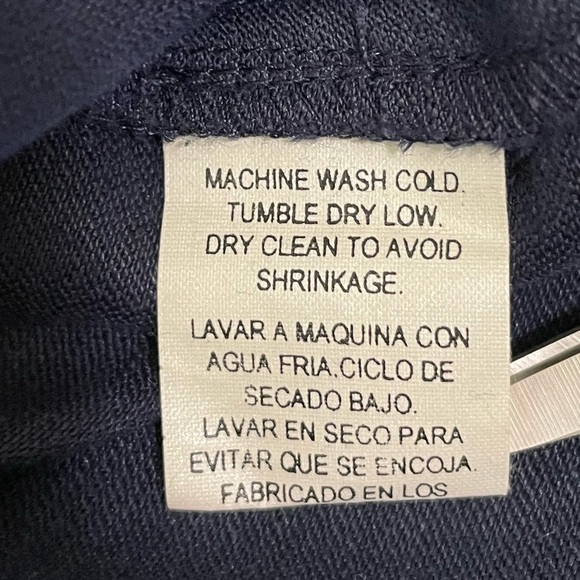 MACHINE WASH COLD.
TUMBLE DRY LOW.
DRY CLEAN TO AVOID
SHRINKAGE.
LAVAR A MAQUINA CON
AGUA FRIA.CICLO DE
SECADO BAJO.
LAVAR EN SECO PARA
EVITAR QUE SE ENCOJA.
FABRICADO EN LOS